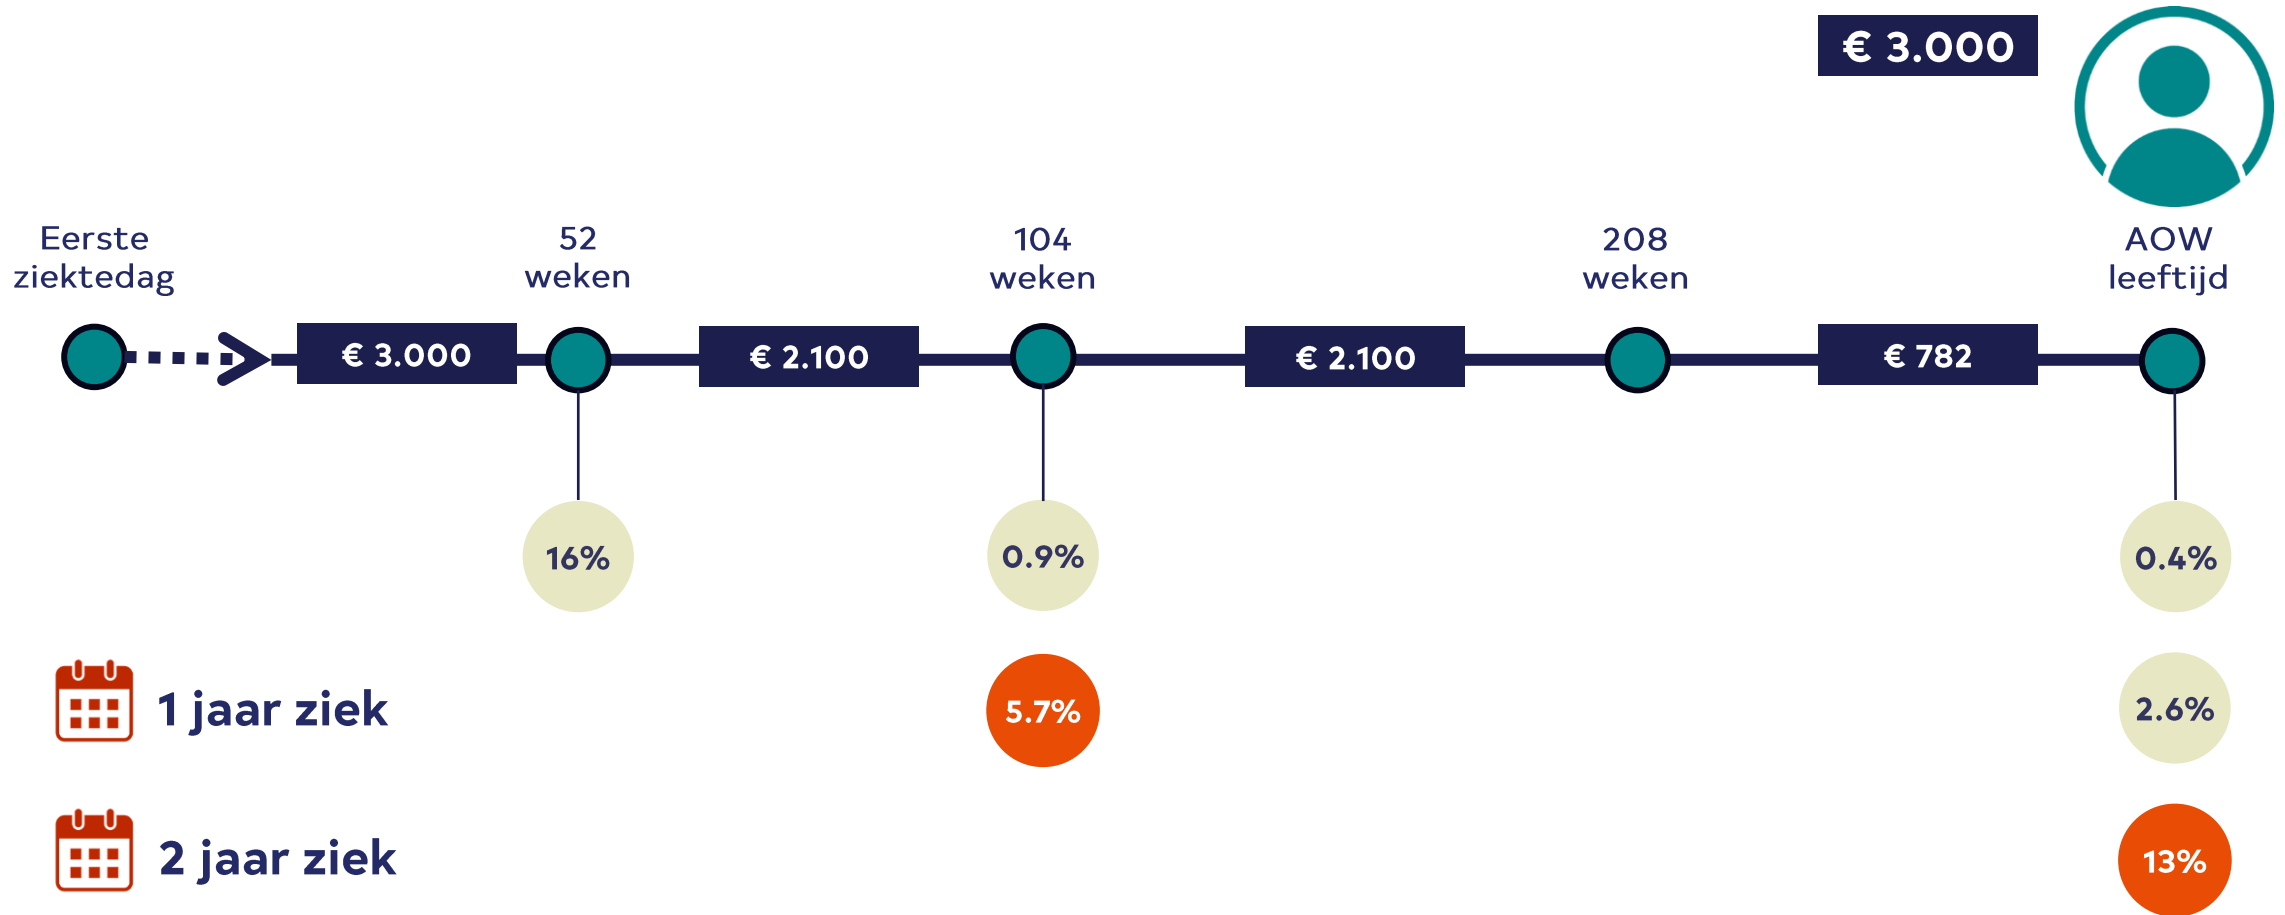 € 3.000
Eerste
ziektedag
52
weken
104
weken
208
weken
AOW
leeftijd
€ 3.000
€ 2.100
€ 2.100
€ 782
16%
0.9%
0.4%
1 jaar ziek
5.7%
2.6%
2 jaar ziek
13%